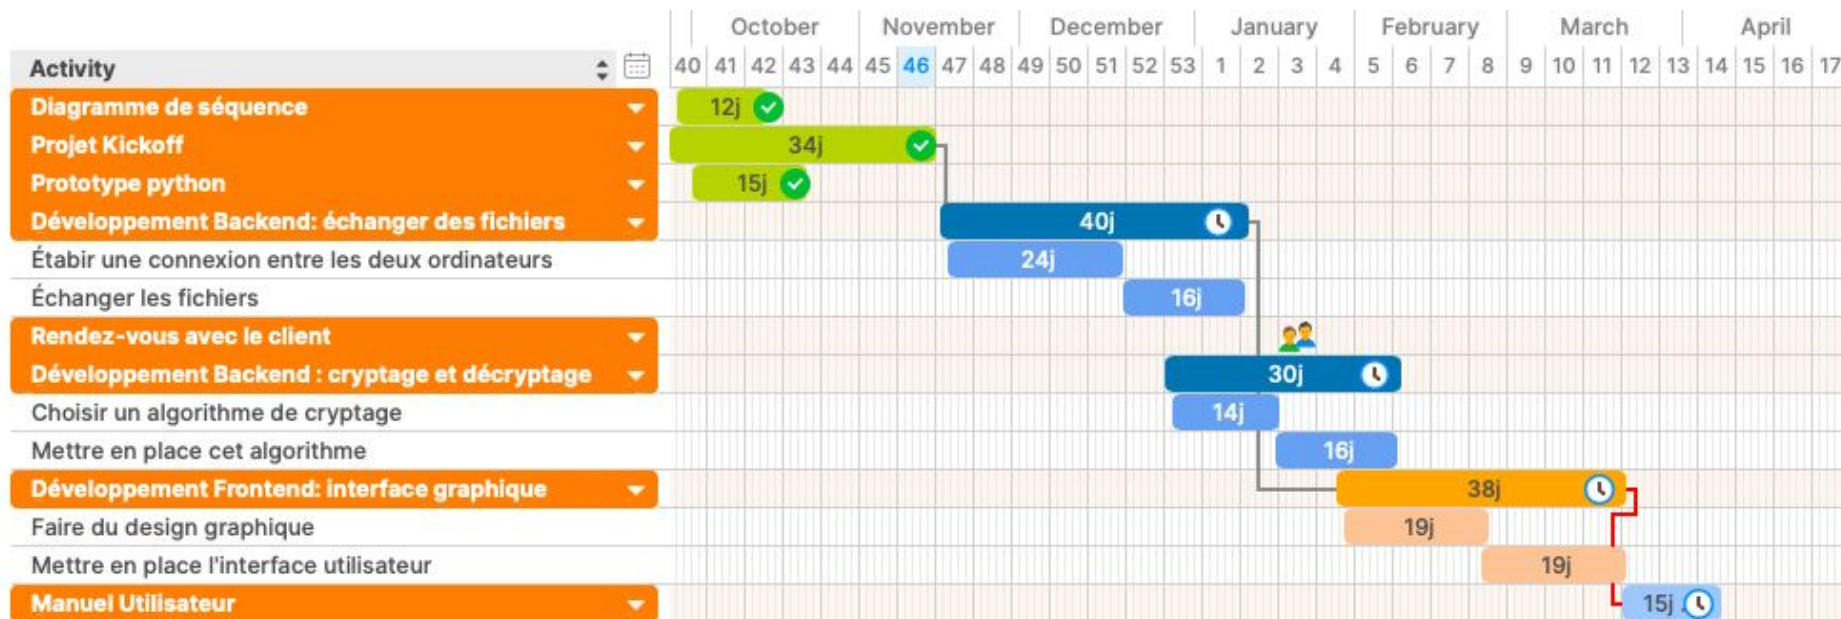 October November December January February March April
Activity 40 41 42 43 44 45 46 47 48 49 50 51 52 53 1 2 3 4 5 6 7 8 9 10 11 12 13 14 15 16 17
Diagramme de séquence 12j
Projet Kickoff 34j
Prototype python 15j
Développement Backend: échanger des fichiers 40j
Étabir une connexion entre les deux ordinateurs 24j
Échanger les fichiers 16j
Rendez-vous avec le client
Développement Backend : cryptage et décryptage 30j
Choisir un algorithme de cryptage 14j
Mettre en place cet algorithme 16j
Développement Frontend: interface graphique 38j
Faire du design graphique 19j
Mettre en place l'interface utilisateur 19j
Manuel Utilisateur 15j